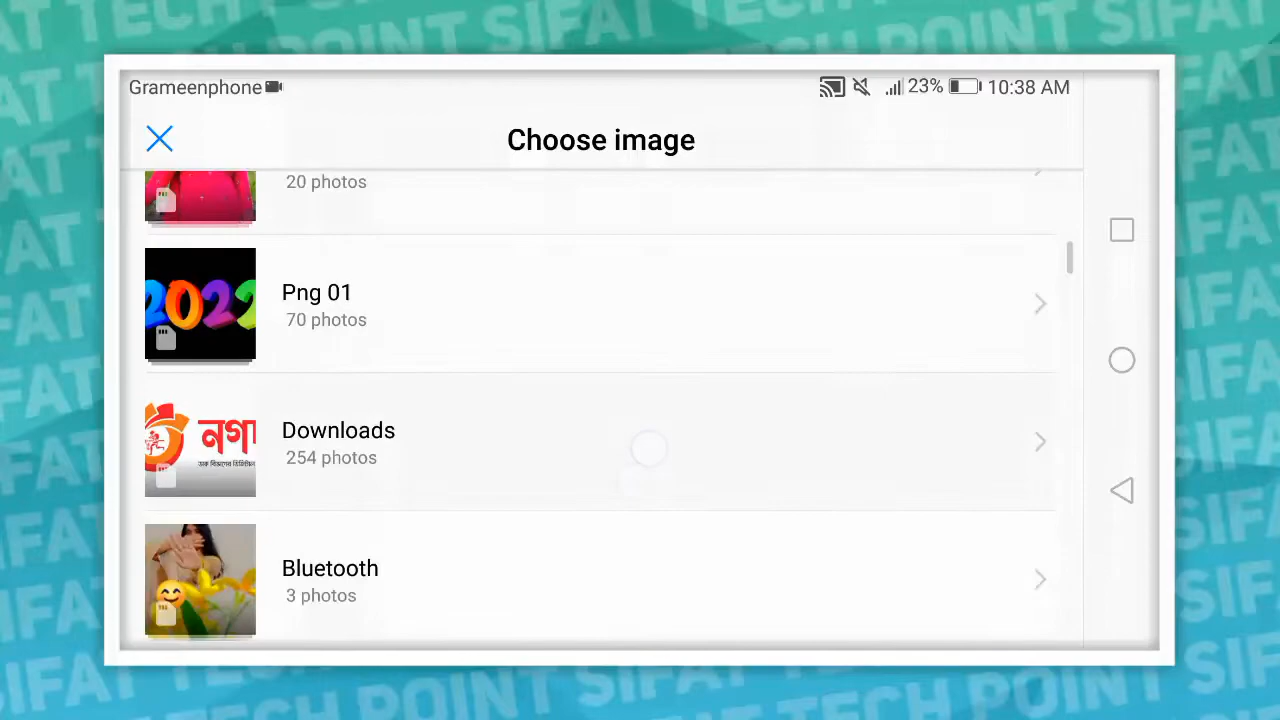 Grameenphone
23%
10:38 AM
Choose image
20 photos
Png 01
70 photos
2022
Downloads
254 photos
Bluetooth
3 photos
SIFAT TECH POINT SIFAT